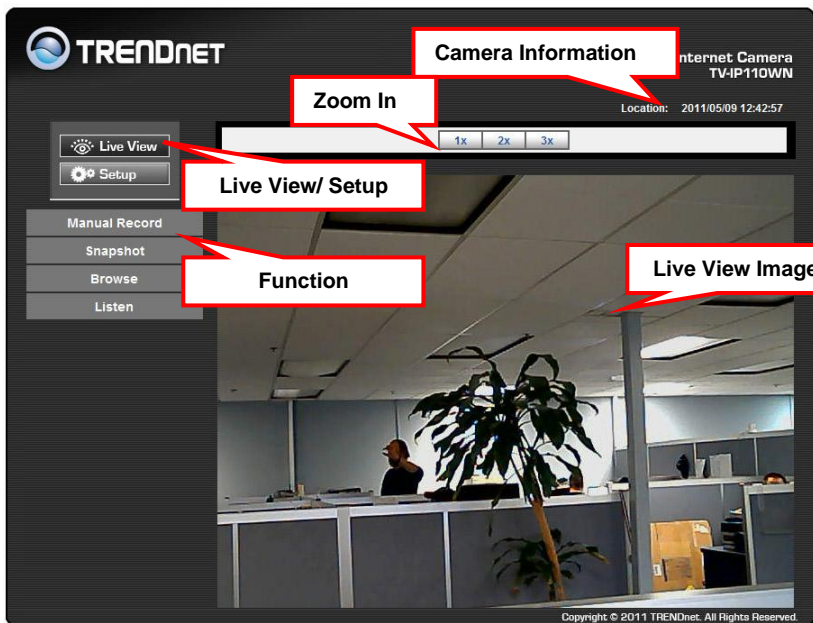 TRENDnet
Camera Information
nternet Camera
TV-IP110WN
Zoom In
Location: 2011/05/09 12:42:57
Live View
1x 2x 3x
Setup
Live View/ Setup
Manual Record
Snapshot
Browse
Listen
Function
Live View Image
Copyright © 2011 TRENDnet. All Rights Reserved.